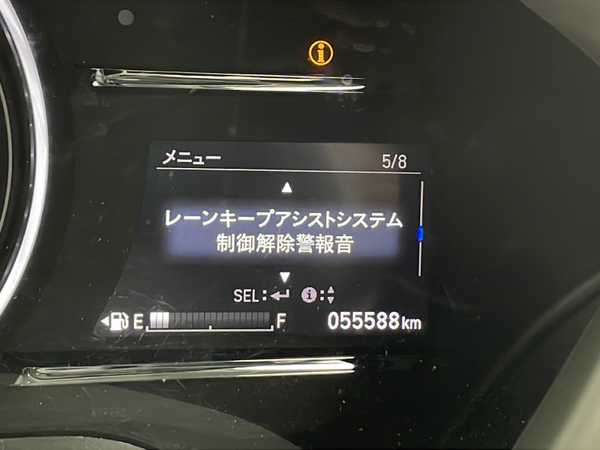 メニュー 5/8
レーンキープアシストシステム
制御解除警報音
SEL: i:
E F 055588km